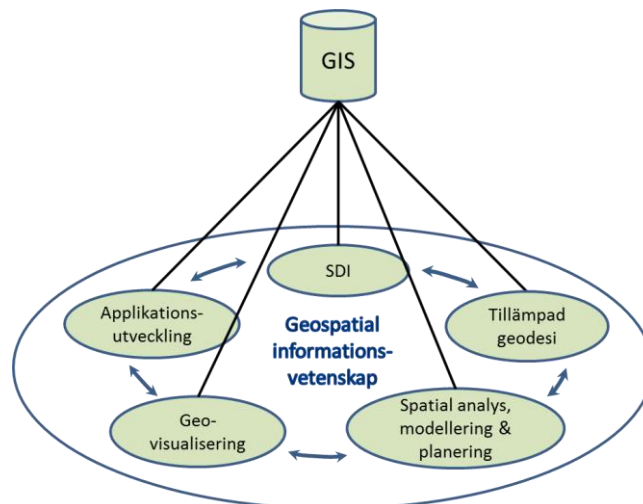 GIS
SDI
Applikations-
utveckling
Tillämpad
geodesi
Geospatial
informations-
vetenskap
Geo-
visualisering
Spatial analys,
modellering &
planering